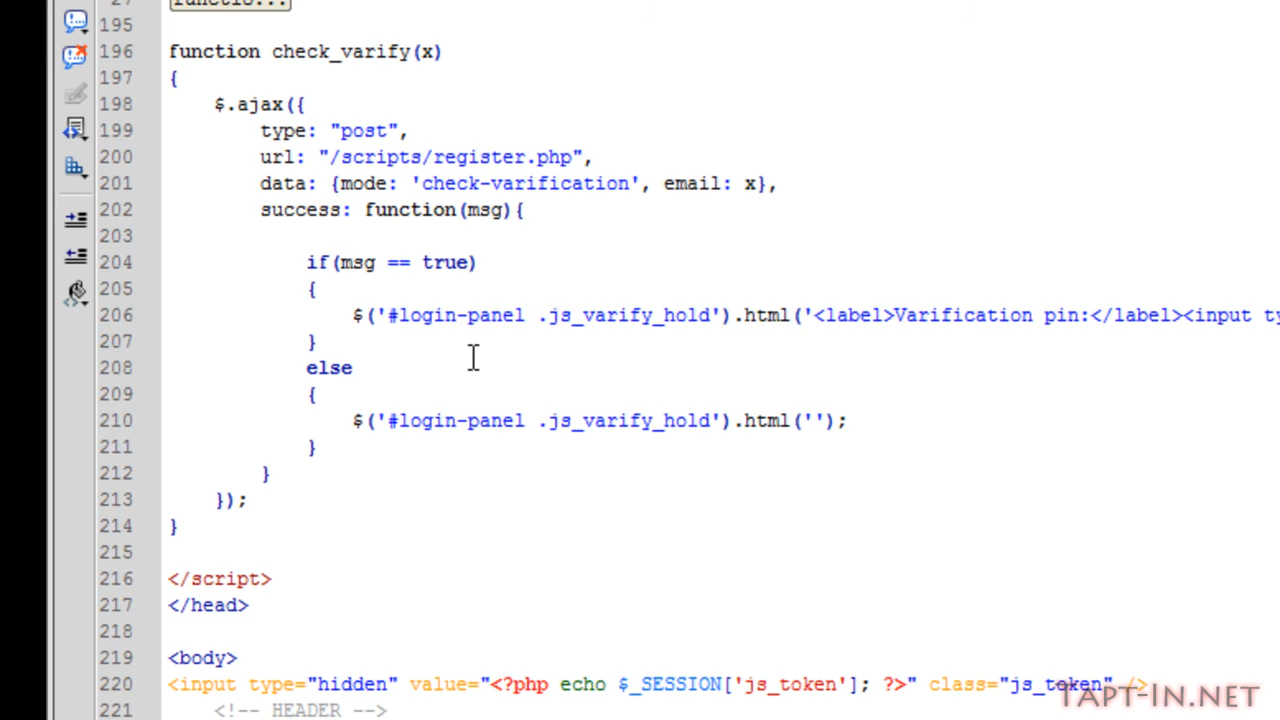 27 functio...
195
196 function check_varify(x)
197 {
198 $.ajax({
199 type: "post",
200 url: "/scripts/register.php",
201 data: {mode: 'check-varification', email: x},
202 success: function(msg){
203
204 if(msg == true)
205 {
206 $('#login-panel .js_varify_hold').html('<label>Varification pin:</label><input ty
207 }
208 else
209 {
210 $('#login-panel .js_varify_hold').html('');
211 }
212 }
213 });
214 }
215
216 </script>
217 </head>
218
219 <body>
220 <input type="hidden" value="<?php echo $_SESSION['js_token']; ?>" class="js_token" />
221 <!-- HEADER -->
TAPT-IN.NET